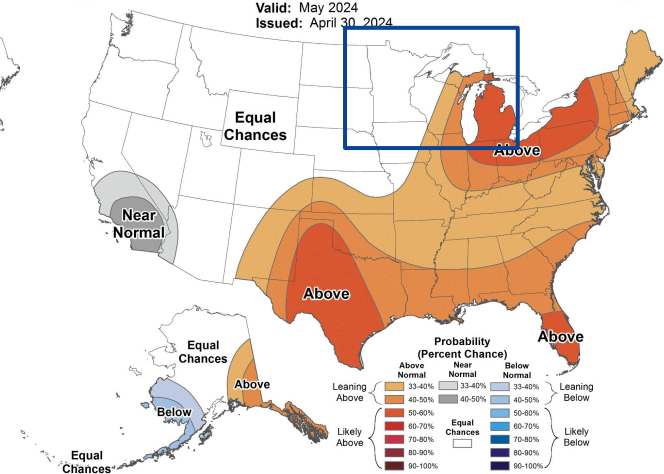 Valid: May 2024
Issued: April 30, 2024
Equal
Chances
Above
Near
Normal
Above
Above
Equal
Chances
Above
Below
Equal
Chances
Probability
(Percent Chance)
Above
Normal
Near
Normal
Below
Normal
Leaning
Above
33-40%
33-40%
33-40%
Leaning
Below
40-50%
40-50%
40-50%
Likely
Above
50-60%
50-60%
Likely
Below
60-70%
Equal
Chances
60-70%
70-80%
70-80%
80-90%
80-90%
90-100%
90-100%